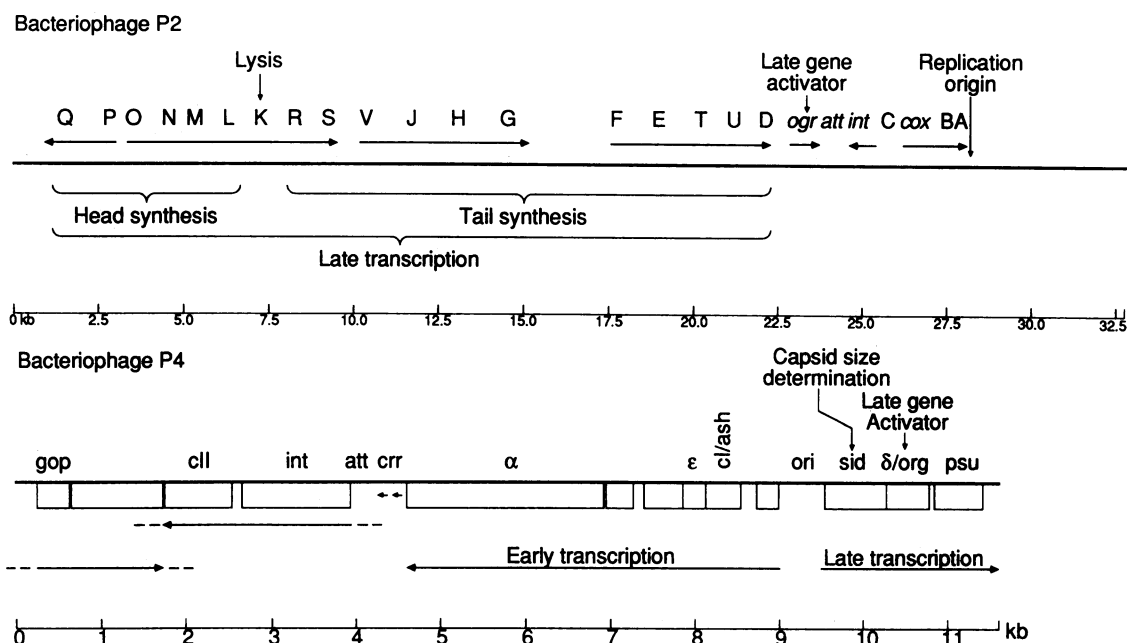 Bacteriophage P2
Lysis
Late gene
activator
Replication
origin
Q P O N M L K R S V J H G F E T U D ogr att int C cox BA
Head synthesis
Tail synthesis
Late transcription
0 kb 2.5 5.0 7.5 10.0 12.5 15.0 17.5 20.0 22.5 25.0 27.5 30.0 32.5
Bacteriophage P4
Capsid size
determination
Late gene
Activator
gop cII int att crr α ε cI/ash ori sid δ/org psu
Early transcription
Late transcription
0 1 2 3 4 5 6 7 8 9 10 11 kb